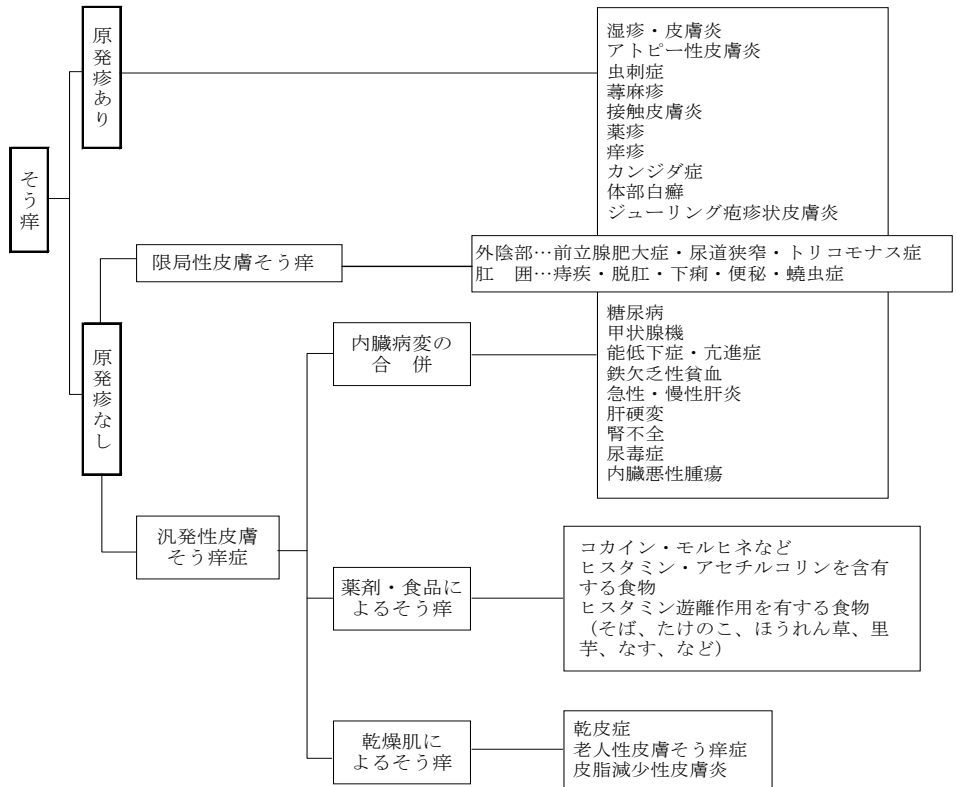 そう痒
原発疹あり
湿疹・皮膚炎
アトピー性皮膚炎
虫刺症
蕁麻疹
接触皮膚炎
薬疹
痒疹
カンジダ症
体部白癬
ジューリング疱疹状皮膚炎
原発疹なし
限局性皮膚そう痒
外陰部…前立腺肥大症・尿道狭窄・トリコモナス症
肛　囲…痔疾・脱肛・下痢・便秘・蟯虫症
汎発性皮膚
そう痒症
内臓病変の
合　併
糖尿病
甲状腺機
能低下症・亢進症
鉄欠乏性貧血
急性・慢性肝炎
肝硬変
腎不全
尿毒症
内臓悪性腫瘍
薬剤・食品に
よるそう痒
コカイン・モルヒネなど
ヒスタミン・アセチルコリンを含有
する食物
ヒスタミン遊離作用を有する食物
（そば、たけのこ、ほうれん草、里
芋、なす、など）
乾燥肌に
よるそう痒
乾皮症
老人性皮膚そう痒症
皮脂減少性皮膚炎